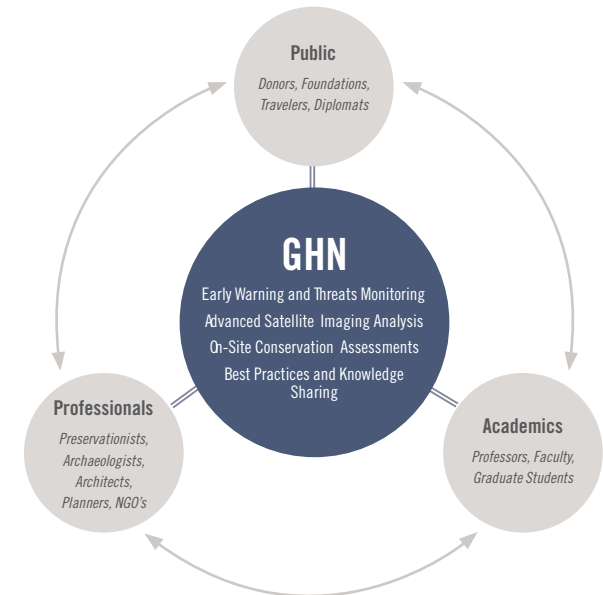 Public
Donors, Foundations,
Travelers, Diplomats
GHN
Early Warning and Threats Monitoring
Advanced Satellite Imaging Analysis
On-Site Conservation Assessments
Best Practices and Knowledge
Sharing
Professionals
Preservationists,
Archaeologists,
Architects,
Planners, NGO's
Academics
Professors, Faculty,
Graduate Students